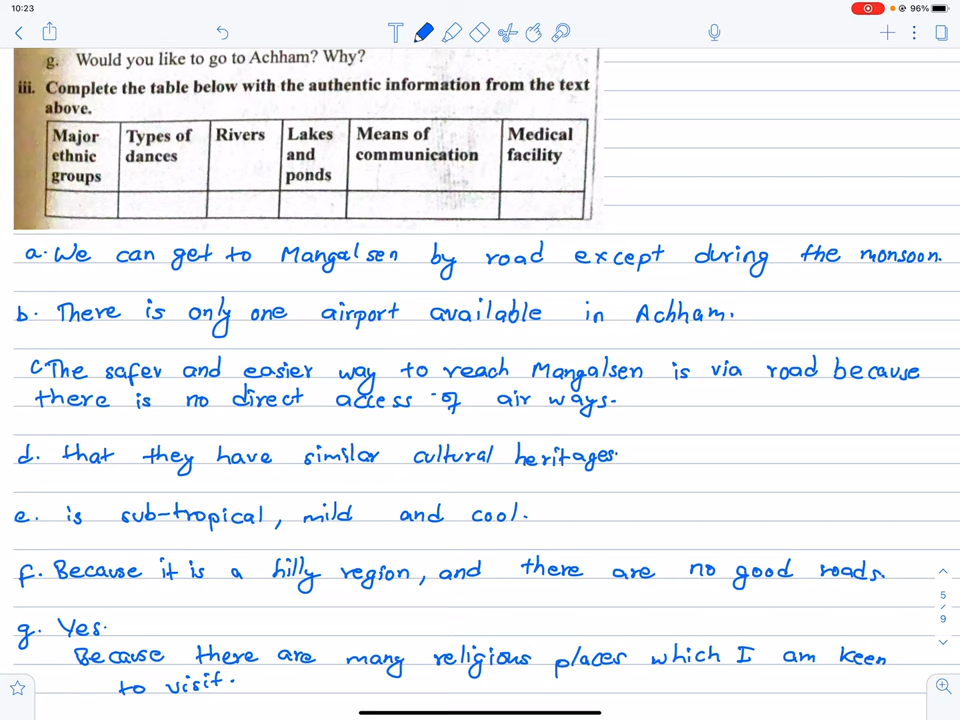 10:23
96%
g. Would you like to go to Achham? Why?
iii. Complete the table below with the authentic information from the text
above.
Major ethnic groups | Types of dances | Rivers | Lakes and ponds | Means of communication | Medical facility
a. We can get to Mangalsen by road except during the monsoon.
b. There is only one airport available in Achham.
c. The safer and easier way to reach Mangalsen is via road because
there is no direct access of air ways.
d. that they have similar cultural heritages.
e. is sub-tropical, mild and cool.
f. Because it is a hilly region, and there are no good roads.
g. Yes.
Because there are many religious places which I am keen
to visit.
5
/
9